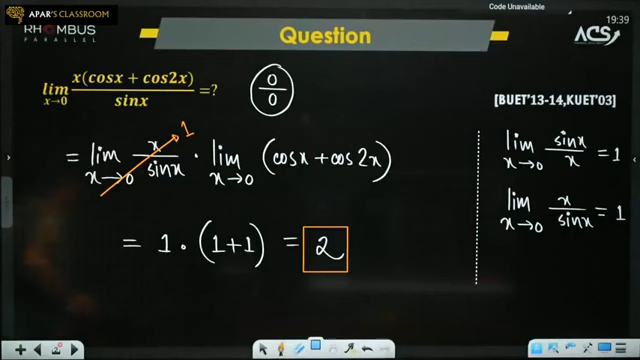 APAR'S CLASSROOM
Code Unavailable
19:39
RHOMBUS
PARALLEL
Question
ACS
lim x→0 x(cosx + cos2x)/sinx =?
0/0
[BUET'13-14,KUET'03]
= lim x→0 x/sinx · lim x→0 (cosx + cos2x)
1
= 1 · (1+1) = 2
lim x→0 sinx/x = 1
lim x→0 x/sinx = 1